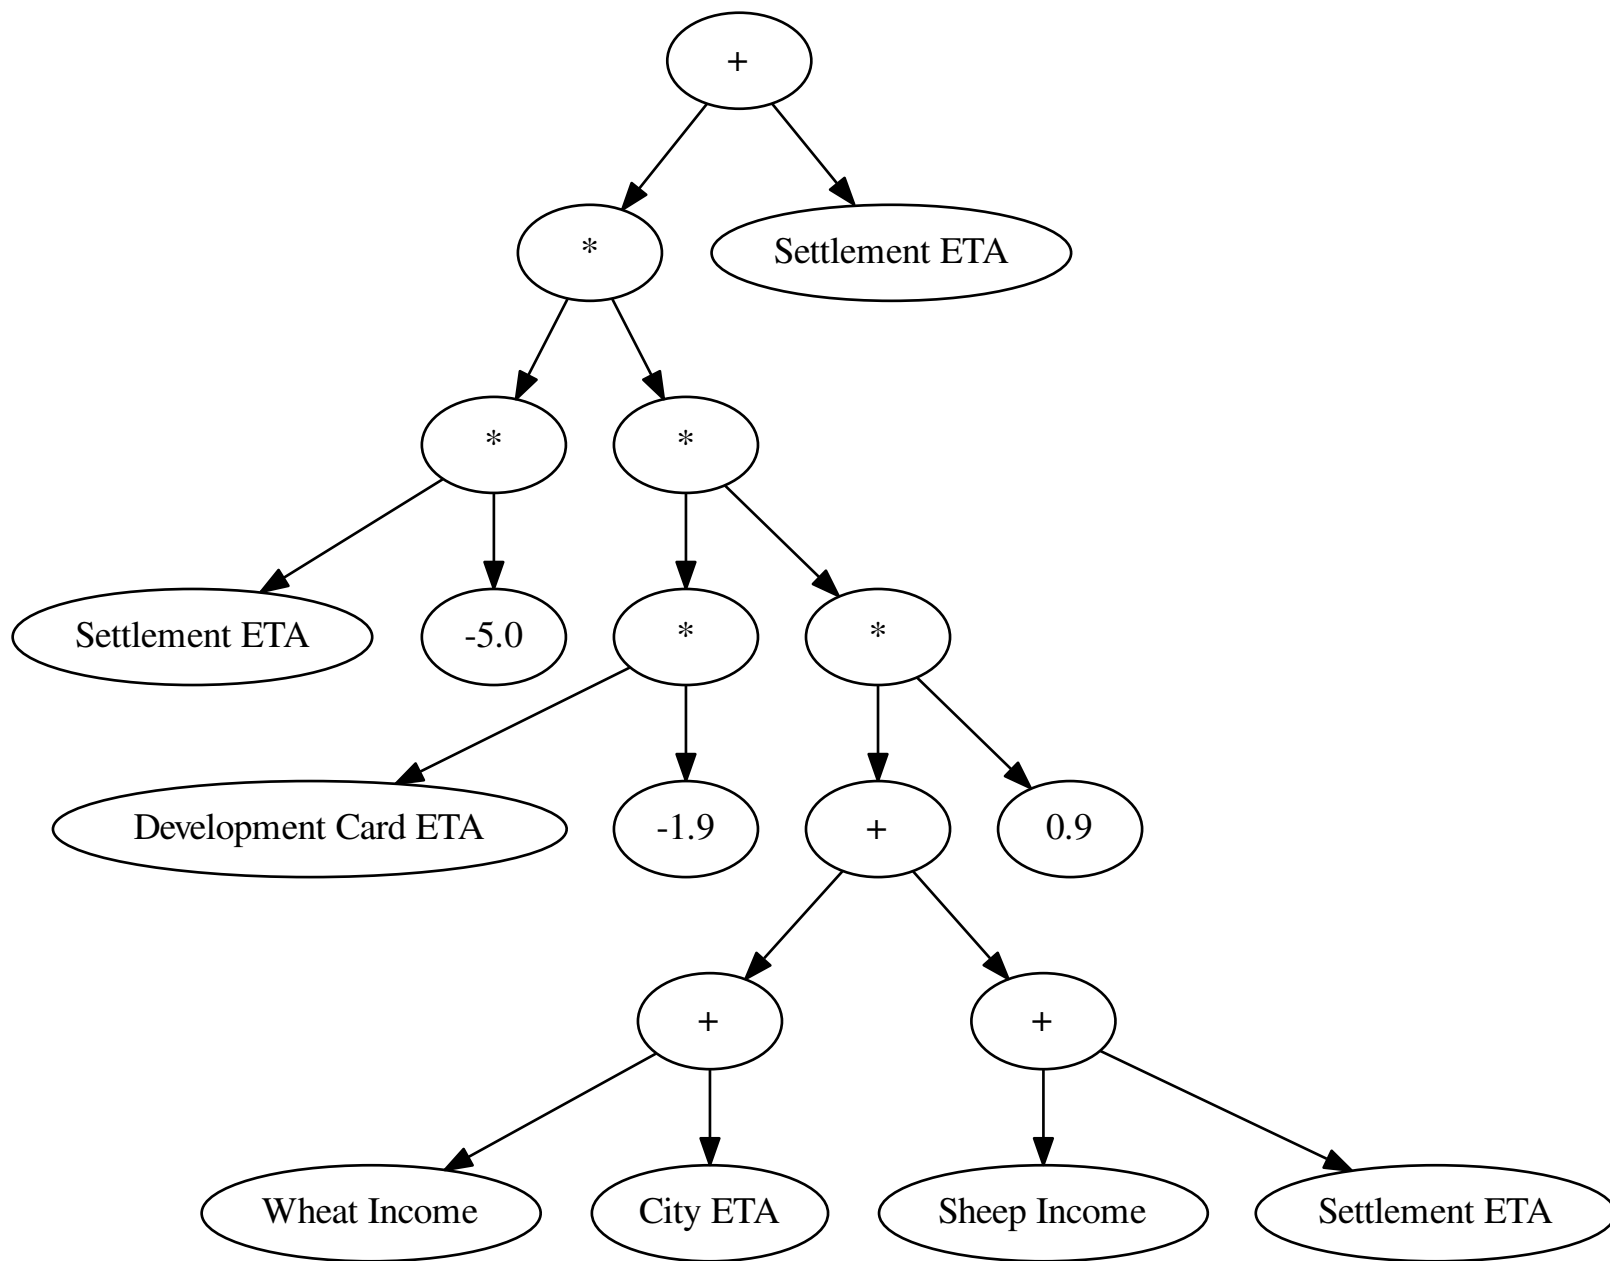 +
*
Settlement ETA
*
*
Settlement ETA
-5.0
*
*
Development Card ETA
-1.9
+
0.9
+
+
Wheat Income
City ETA
Sheep Income
Settlement ETA